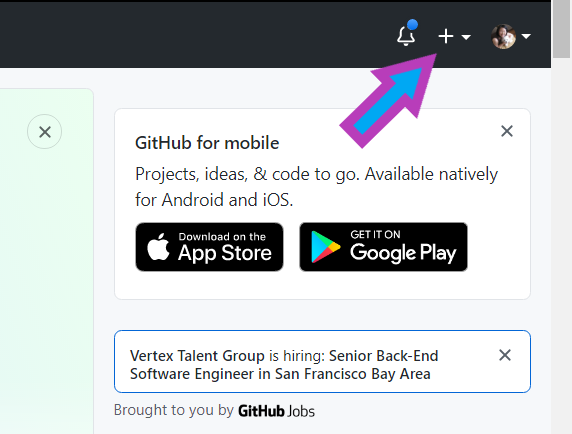 GitHub for mobile
Projects, ideas, & code to go. Available natively
for Android and iOS.
Download on the
App Store
GET IT ON
Google Play
Vertex Talent Group is hiring: Senior Back-End
Software Engineer in San Francisco Bay Area
Brought to you by GitHub Jobs